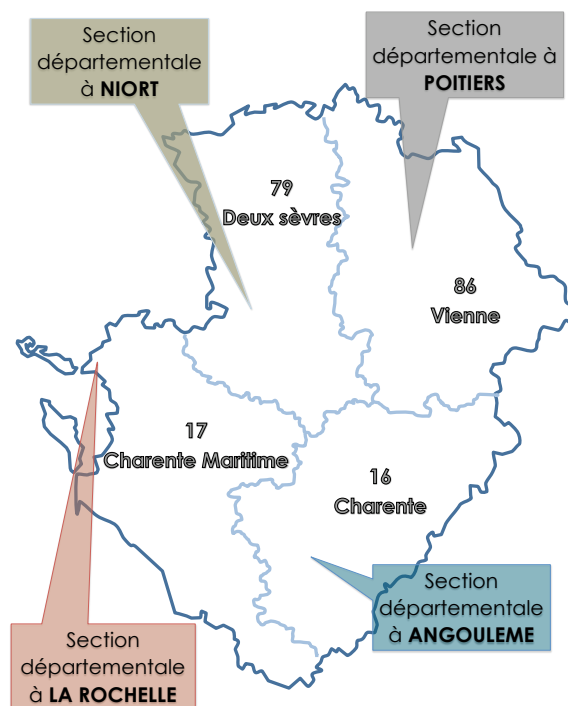 Section
départementale
à NIORT
Section
départementale à
POITIERS
79
Deux sèvres
86
Vienne
17
Charente Maritime
16
Charente
Section
départementale
à ANGOULEME
Section
départementale
à LA ROCHELLE